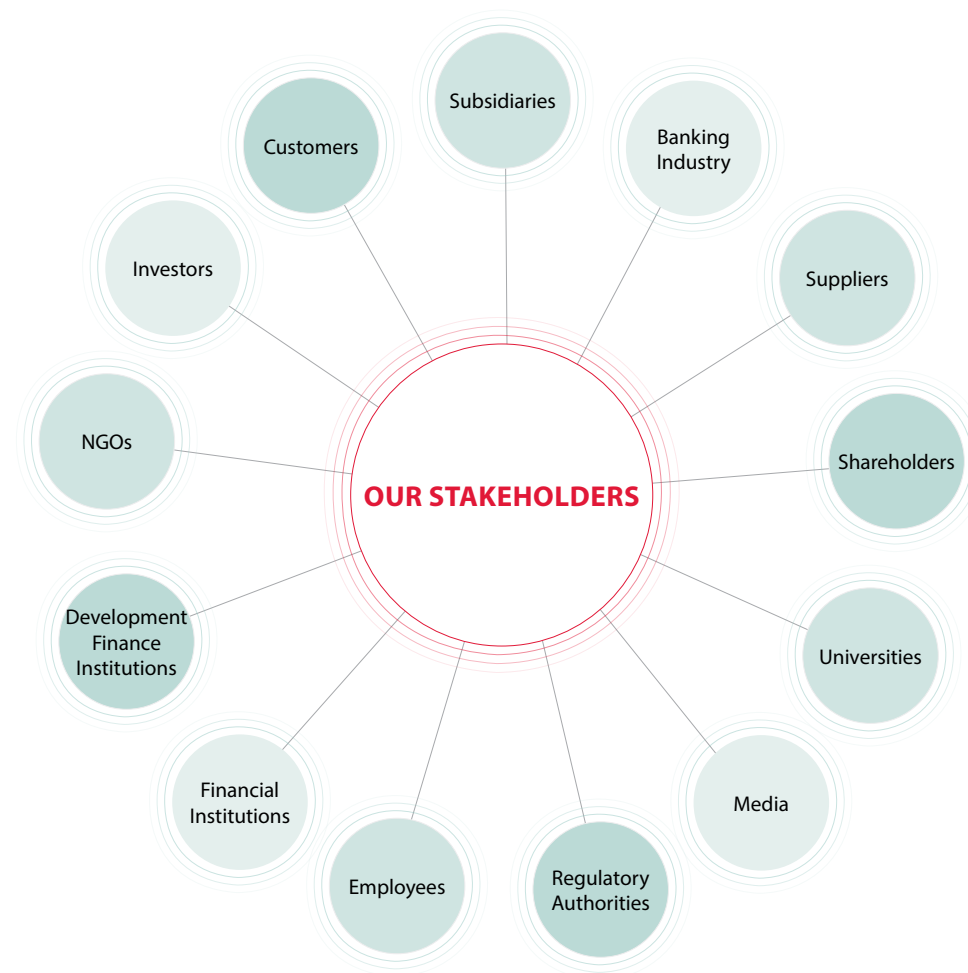 Subsidiaries
Banking
Industry
Suppliers
Shareholders
Universities
Media
Regulatory
Authorities
Employees
Financial
Institutions
Development
Finance
Institutions
NGOs
Investors
Customers
OUR STAKEHOLDERS